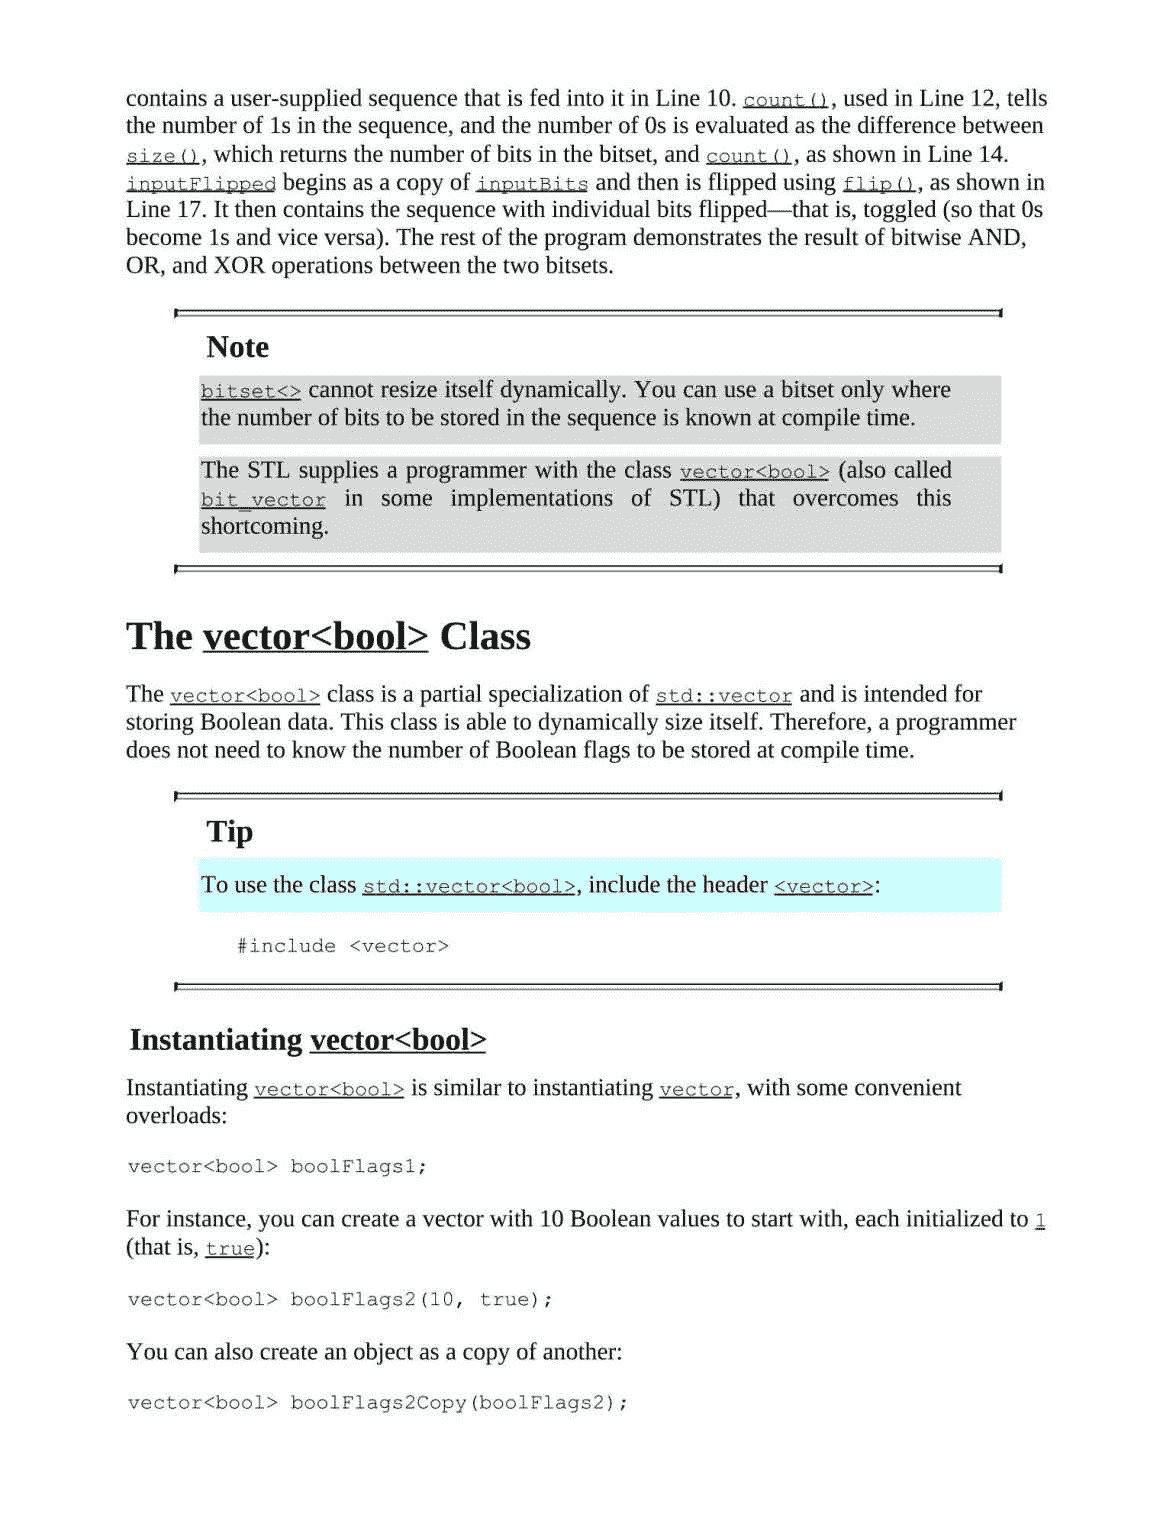 contains a user-supplied sequence that is fed into it in Line 10. count(), used in Line 12, tells
the number of 1s in the sequence, and the number of 0s is evaluated as the difference between
size(), which returns the number of bits in the bitset, and count(), as shown in Line 14.
inputFlipped begins as a copy of inputBits and then is flipped using flip(), as shown in
Line 17. It then contains the sequence with individual bits flipped—that is, toggled (so that 0s
become 1s and vice versa). The rest of the program demonstrates the result of bitwise AND,
OR, and XOR operations between the two bitsets.
Note
bitset<> cannot resize itself dynamically. You can use a bitset only where
the number of bits to be stored in the sequence is known at compile time.
The STL supplies a programmer with the class vector<bool> (also called
bit_vector in some implementations of STL) that overcomes this
shortcoming.
The vector<bool> Class
The vector<bool> class is a partial specialization of std::vector and is intended for
storing Boolean data. This class is able to dynamically size itself. Therefore, a programmer
does not need to know the number of Boolean flags to be stored at compile time.
Tip
To use the class std::vector<bool>, include the header <vector>:
#include <vector>
Instantiating vector<bool>
Instantiating vector<bool> is similar to instantiating vector, with some convenient
overloads:
vector<bool> boolFlags1;
For instance, you can create a vector with 10 Boolean values to start with, each initialized to 1
(that is, true):
vector<bool> boolFlags2(10, true);
You can also create an object as a copy of another:
vector<bool> boolFlags2Copy(boolFlags2);